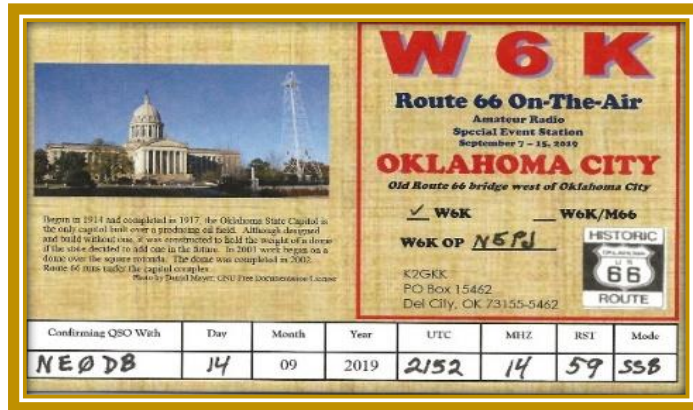 W 6 K
Route 66 On-The-Air
Amateur Radio
Special Event Station
September 7 – 15, 2019
OKLAHOMA CITY
Old Route 66 bridge west of Oklahoma City
✓ W6K __ W6K/M66
W6K OP N5PJ
K2GKK
PO Box 15462
Del City, OK 73155-5462
HISTORIC
OKLAHOMA
U S
66
ROUTE
Begun in 1914 and completed in 1917, the Oklahoma State Capitol is
the only capitol built over a producing oil field. Although designed
and build without one, it was constructed to hold the weight of a dome
if the state decided to add one in the future. In 2001 work began on a
dome over the square rotunda. The dome was completed in 2002.
Route 66 runs under the capitol complex.
Photo by Daniel Mayer, GNU Free Documentation License
Confirming QSO With Day Month Year UTC MHZ RST Mode
NEØDB 14 09 2019 2152 14 59 SSB